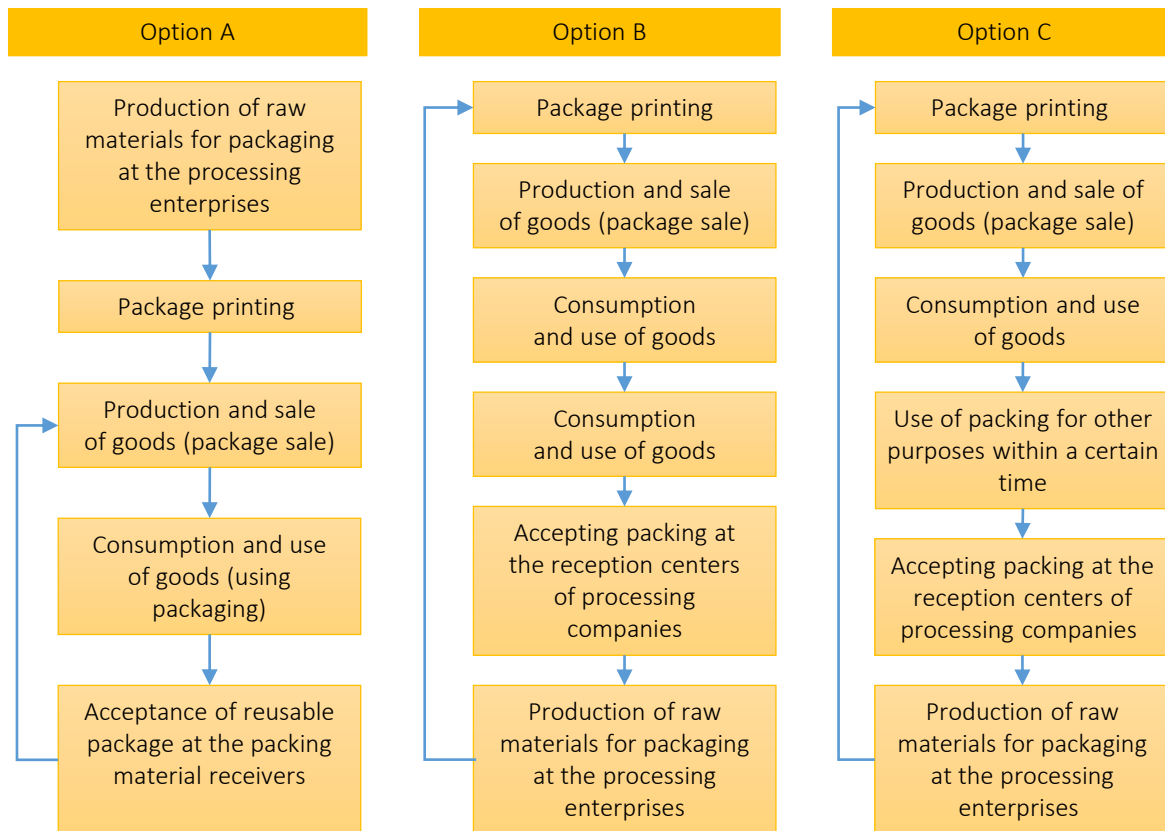 Option A
Production of raw
materials for packaging
at the processing
enterprises
Package printing
Production and sale
of goods (package sale)
Consumption and use
of goods (using
packaging)
Acceptance of reusable
package at the packing
material receivers
Option B
Package printing
Production and sale
of goods (package sale)
Consumption
and use of goods
Consumption
and use of goods
Accepting packing at
the reception centers
of processing
companies
Production of raw
materials for packaging
at the processing
enterprises
Option C
Package printing
Production and sale of
goods (package sale)
Consumption and use
of goods
Use of packing for other
purposes within a certain
time
Accepting packing at the
reception centers of
processing companies
Production of raw
materials for packaging
at the processing
enterprises